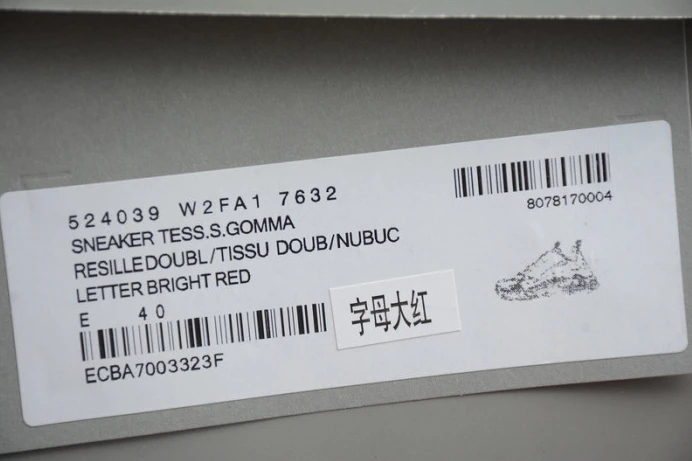 524039 W2FA1 7632
8078170004
SNEAKER TESS.S.GOMMA
RESILLE DOUBL/TISSU DOUB/NUBUC
LETTER BRIGHT RED
E 40
字母大红
ECBA7003323F